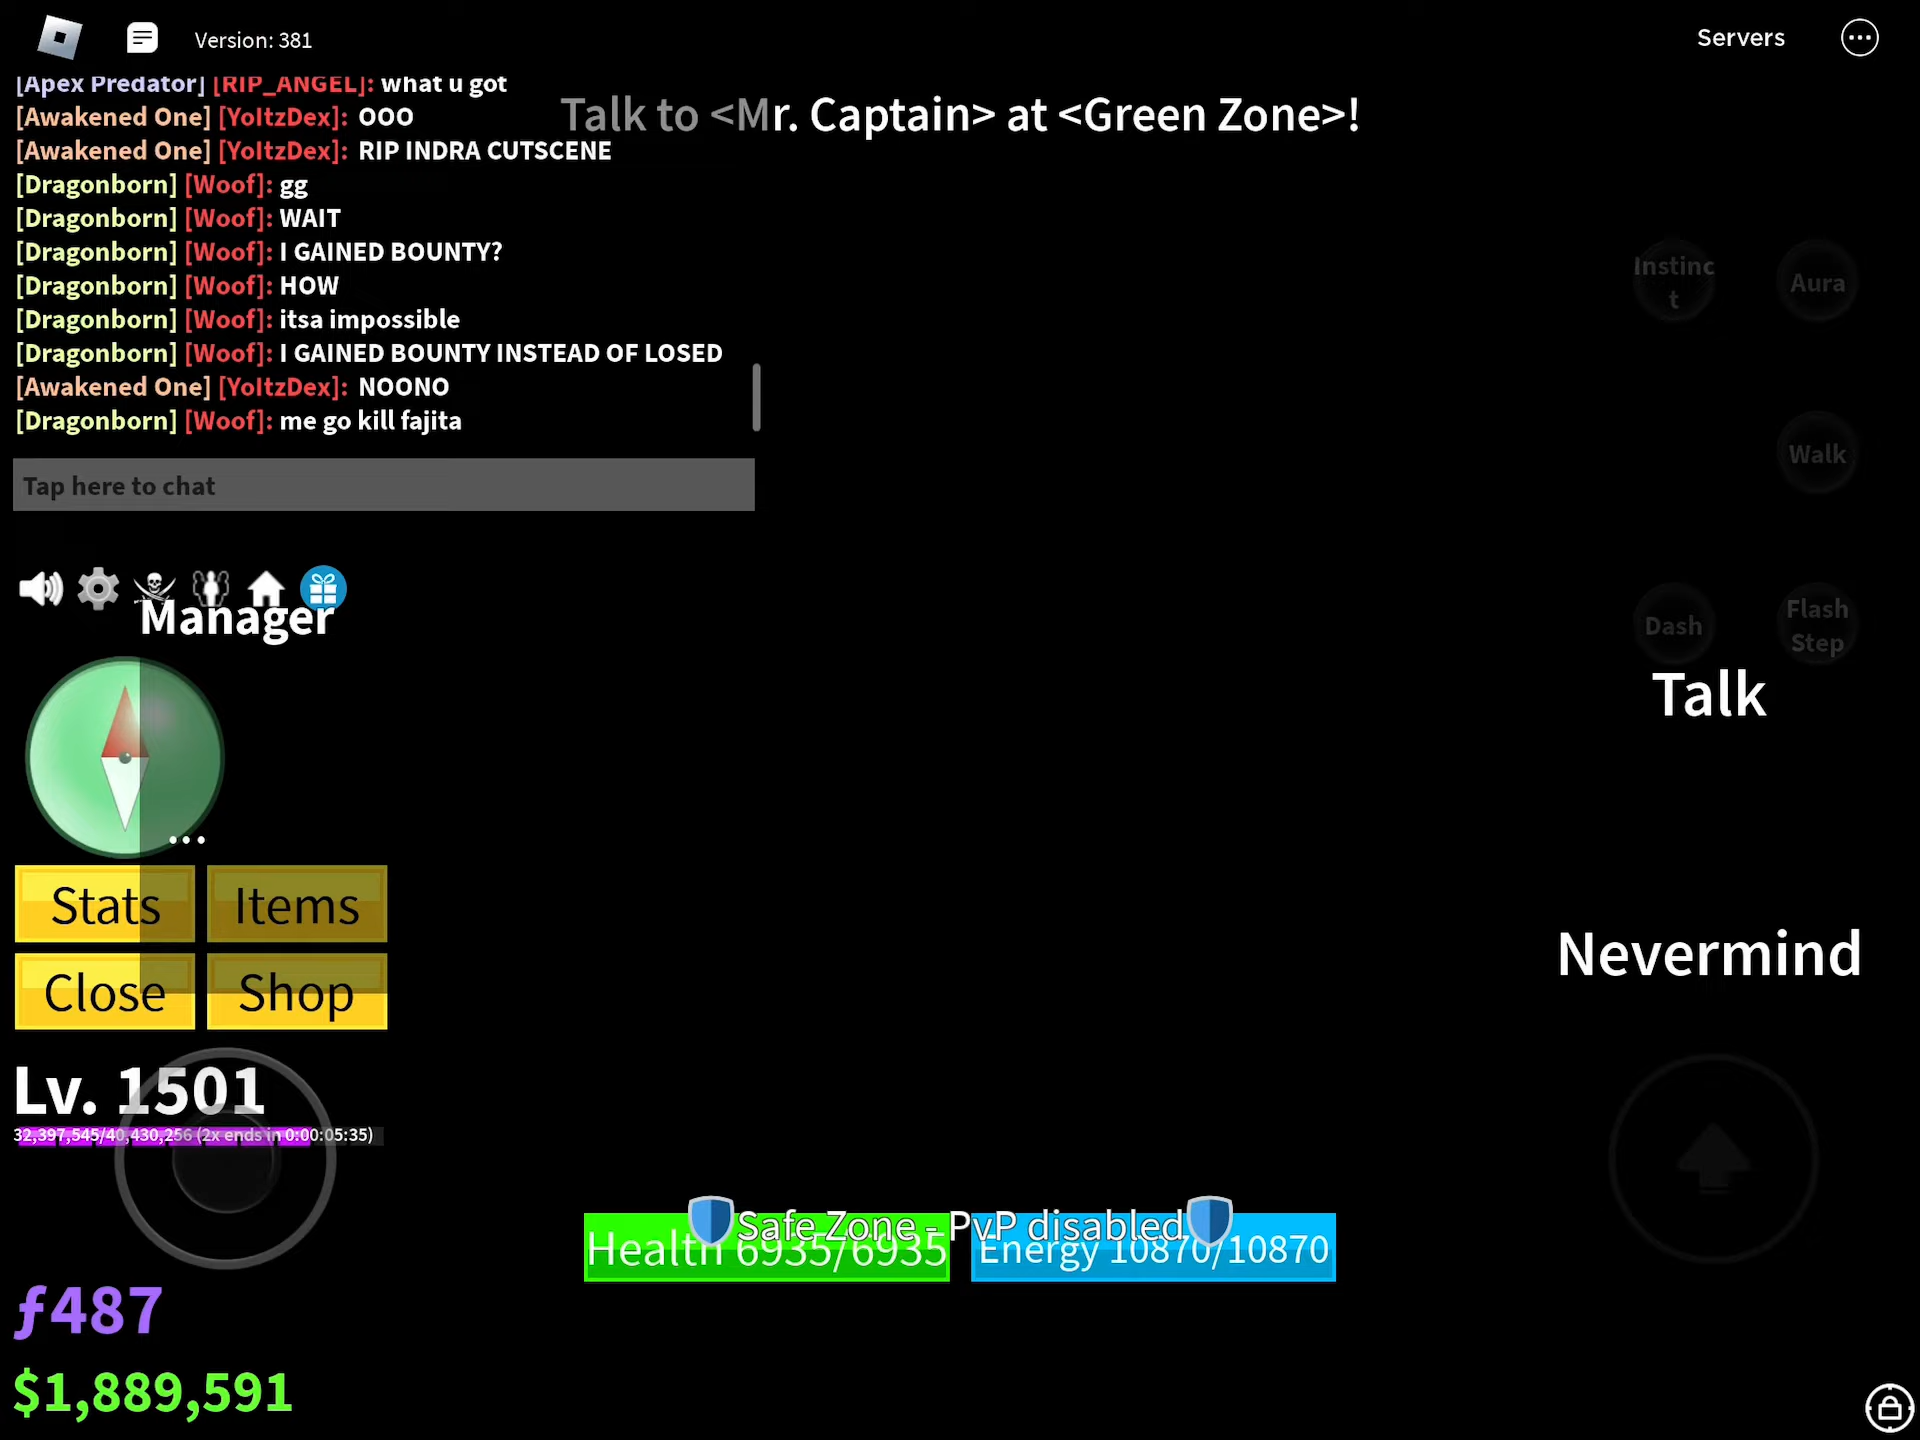 Version: 381
Servers
[Apex Predator] [RIP_ANGEL]: what u got
[Awakened One] [YoItzDex]: OOO
[Awakened One] [YoItzDex]: RIP INDRA CUTSCENE
[Dragonborn] [Woof]: gg
[Dragonborn] [Woof]: WAIT
[Dragonborn] [Woof]: I GAINED BOUNTY?
[Dragonborn] [Woof]: HOW
[Dragonborn] [Woof]: itsa impossible
[Dragonborn] [Woof]: I GAINED BOUNTY INSTEAD OF LOSED
[Awakened One] [YoItzDex]: NOONO
[Dragonborn] [Woof]: me go kill fajita
Tap here to chat
Talk to <Mr. Captain> at <Green Zone>!
Instinc
t
Aura
Walk
Dash
Flash
Step
Manager
...
Talk
Nevermind
Stats
Items
Close
Shop
Lv. 1501
32,397,545/40,430,256 (2x ends in 0:00:05:35)
Safe Zone - PvP disabled
Health 6935/6935
Energy 10870/10870
ƒ487
$1,889,591